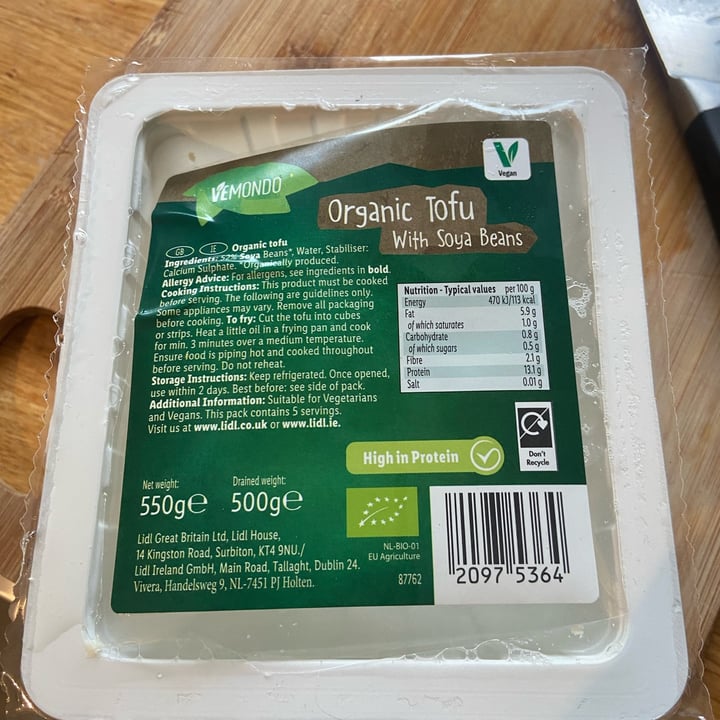 Vegan
VEMONDO
Organic Tofu
With Soya Beans
GB IE Organic tofu
Ingredients: 52% Soya Beans*, Water, Stabiliser:
Calcium Sulphate. *Organically produced.
Allergy Advice: For allergens, see ingredients in bold.
Cooking Instructions: This product must be cooked
before serving. The following are guidelines only.
Some appliances may vary. Remove all packaging
before cooking. To fry: Cut the tofu into cubes
or strips. Heat a little oil in a frying pan and cook
for min. 3 minutes over a medium temperature.
Ensure food is piping hot and cooked throughout
before serving. Do not reheat.
Storage Instructions: Keep refrigerated. Once opened,
use within 2 days. Best before: see side of pack.
Additional Information: Suitable for Vegetarians
and Vegans. This pack contains 5 servings.
Visit us at www.lidl.co.uk or www.lidl.ie.
Nutrition - Typical values per 100 g
Energy 470 kJ/113 kcal
Fat 5.9 g
of which saturates 1.0 g
Carbohydrate 0.8 g
of which sugars 0.5 g
Fibre 2.1 g
Protein 13.1 g
Salt 0.01 g
High in Protein
Don't
Recycle
Net weight: Drained weight:
550g℮ 500g℮
Lidl Great Britain Ltd, Lidl House,
14 Kingston Road, Surbiton, KT4 9NU./
Lidl Ireland GmbH, Main Road, Tallaght, Dublin 24.
Vivera, Handelsweg 9, NL-7451 PJ Holten.
NL-BIO-01
EU Agriculture
87762
2097 5364